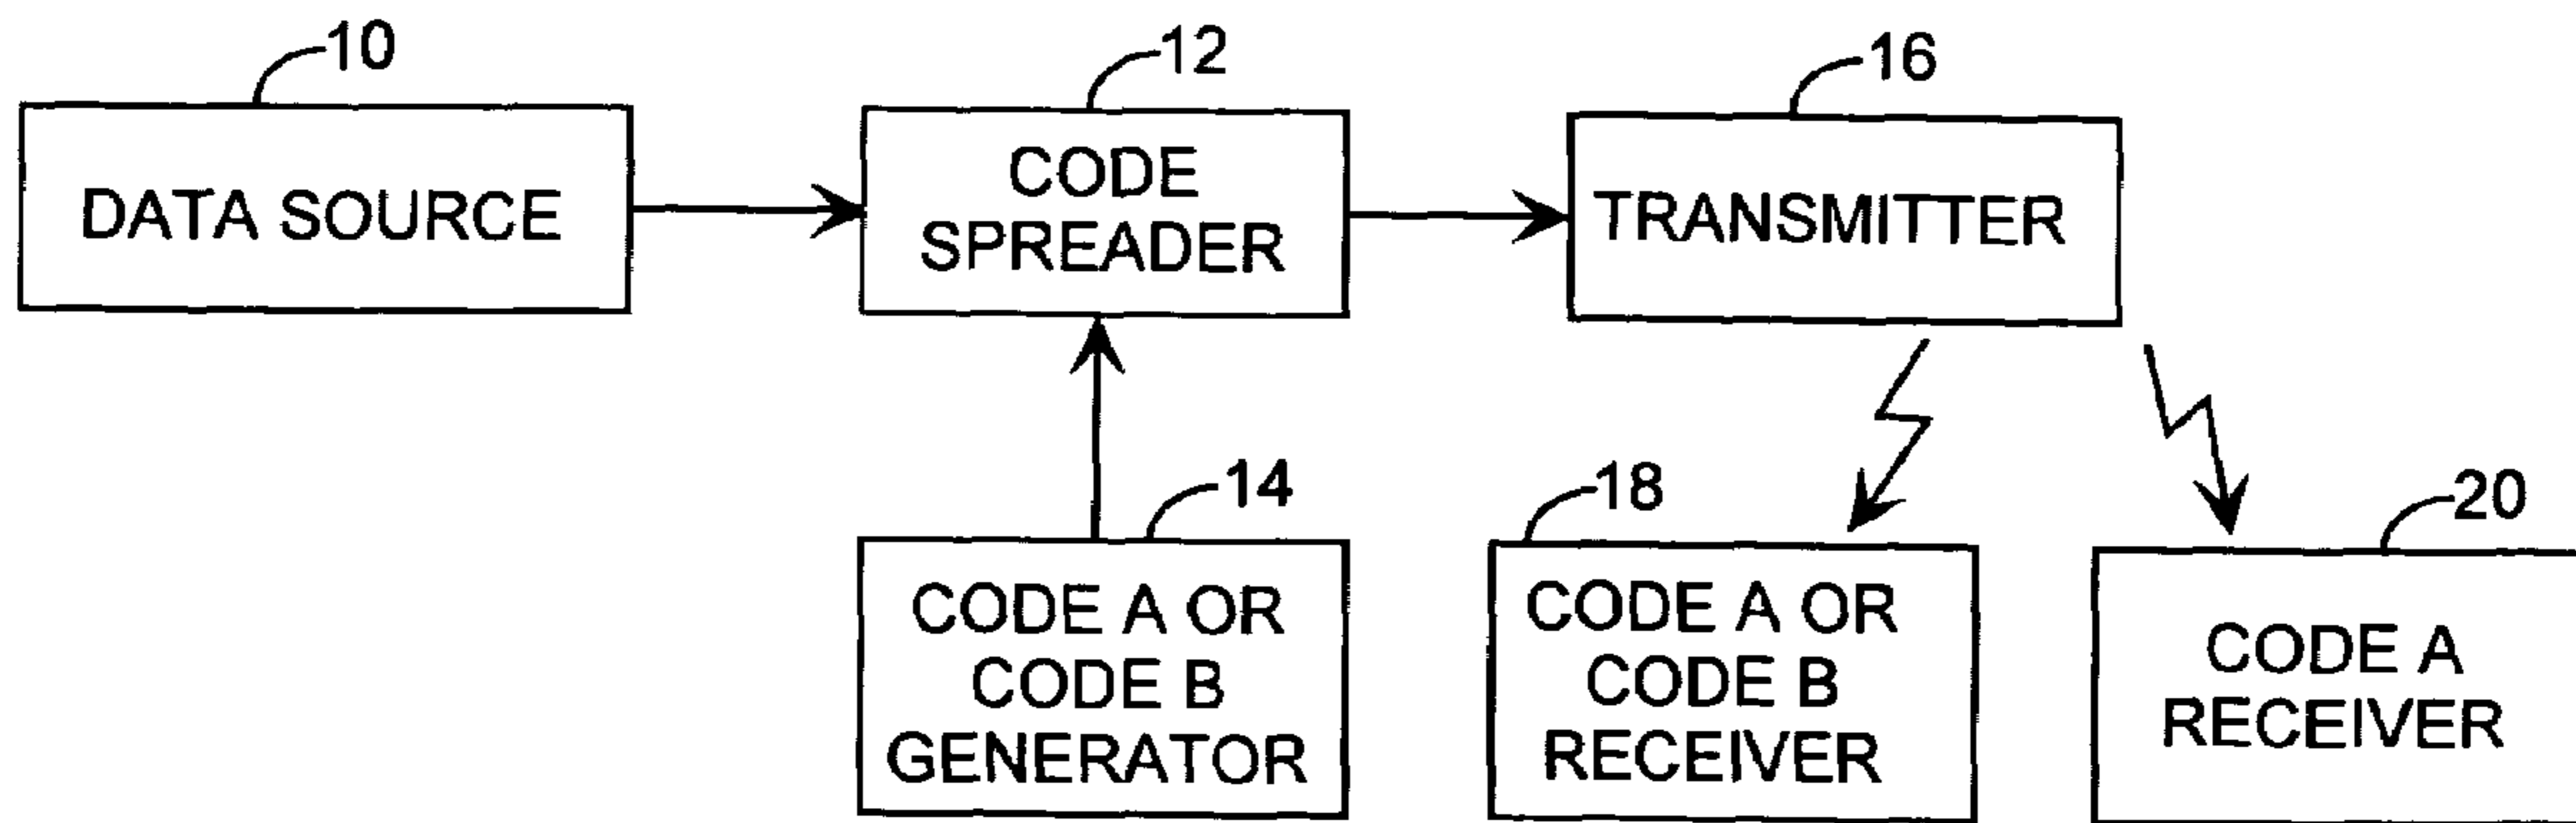 10
12
16
DATA SOURCE
CODE
SPREADER
TRANSMITTER
14
18
20
CODE A OR
CODE B
GENERATOR
CODE A OR
CODE B
RECEIVER
CODE A
RECEIVER